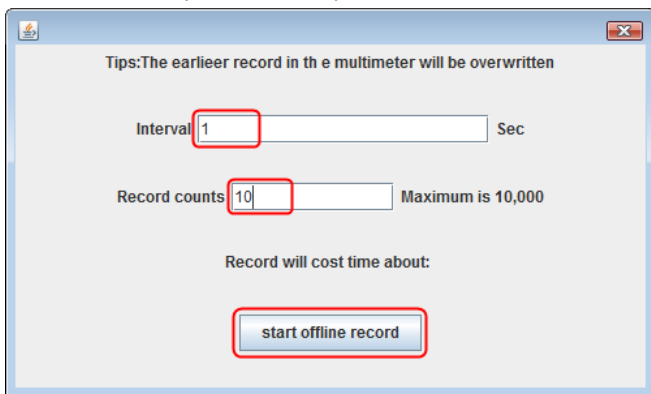 Tips:The earlieer record in th e multimeter will be overwritten
Interval 1 Sec
Record counts 10 Maximum is 10,000
Record will cost time about:
start offline record